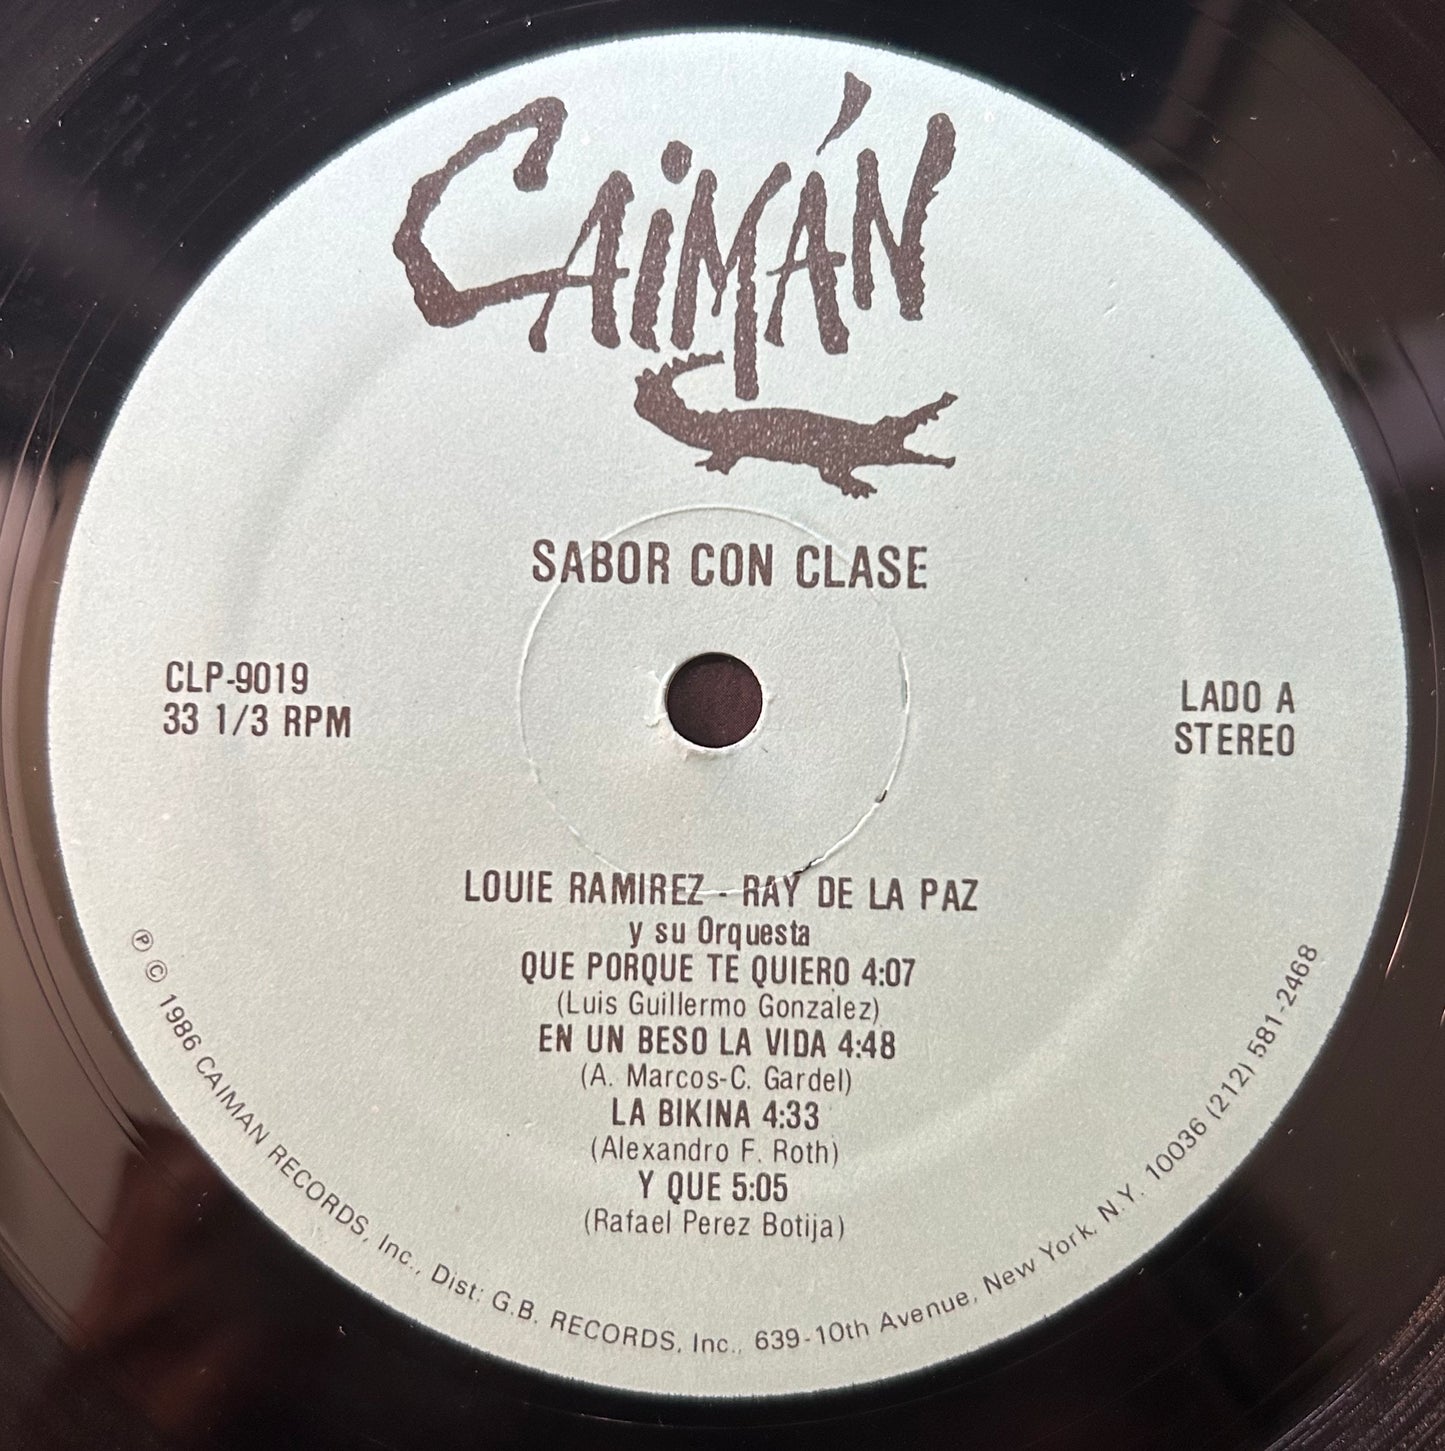 CAIMÁN
SABOR CON CLASE
CLP-9019
33 1/3 RPM
LADO A
STEREO
LOUIE RAMIREZ - RAY DE LA PAZ
y su Orquesta
QUE PORQUE TE QUIERO 4:07
(Luis Guillermo Gonzalez)
EN UN BESO LA VIDA 4:48
(A. Marcos-C. Gardel)
LA BIKINA 4:33
(Alexandro F. Roth)
Y QUE 5:05
(Rafael Perez Botija)
℗ © 1986 CAIMAN RECORDS, Inc., Dist: G.B. RECORDS, Inc., 639-10th Avenue, New York, N.Y. 10036 (212) 581-2468